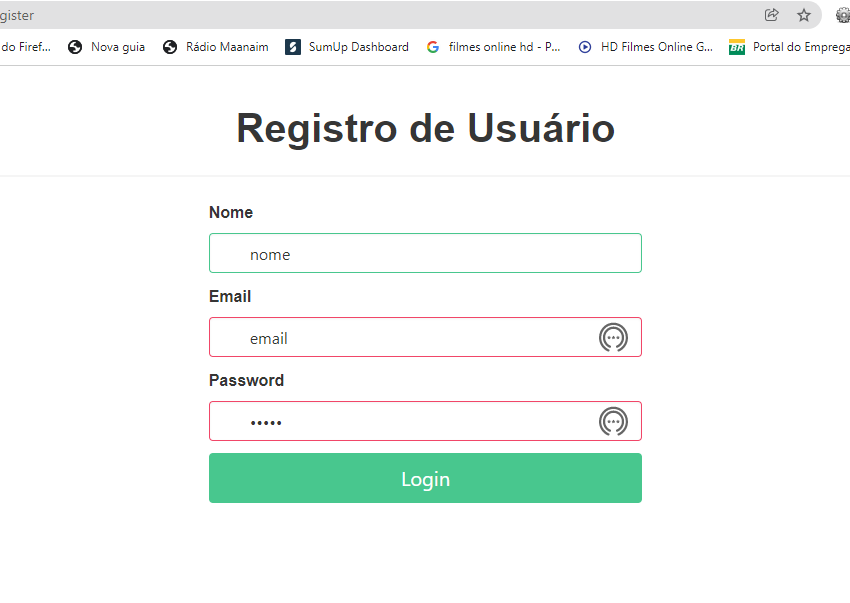 gister
do Firef... Nova guia Rádio Maanaim SumUp Dashboard filmes online hd - P... HD Filmes Online G... BR Portal do Emprega
Registro de Usuário
Nome
nome
Email
email
Password
•••••
Login